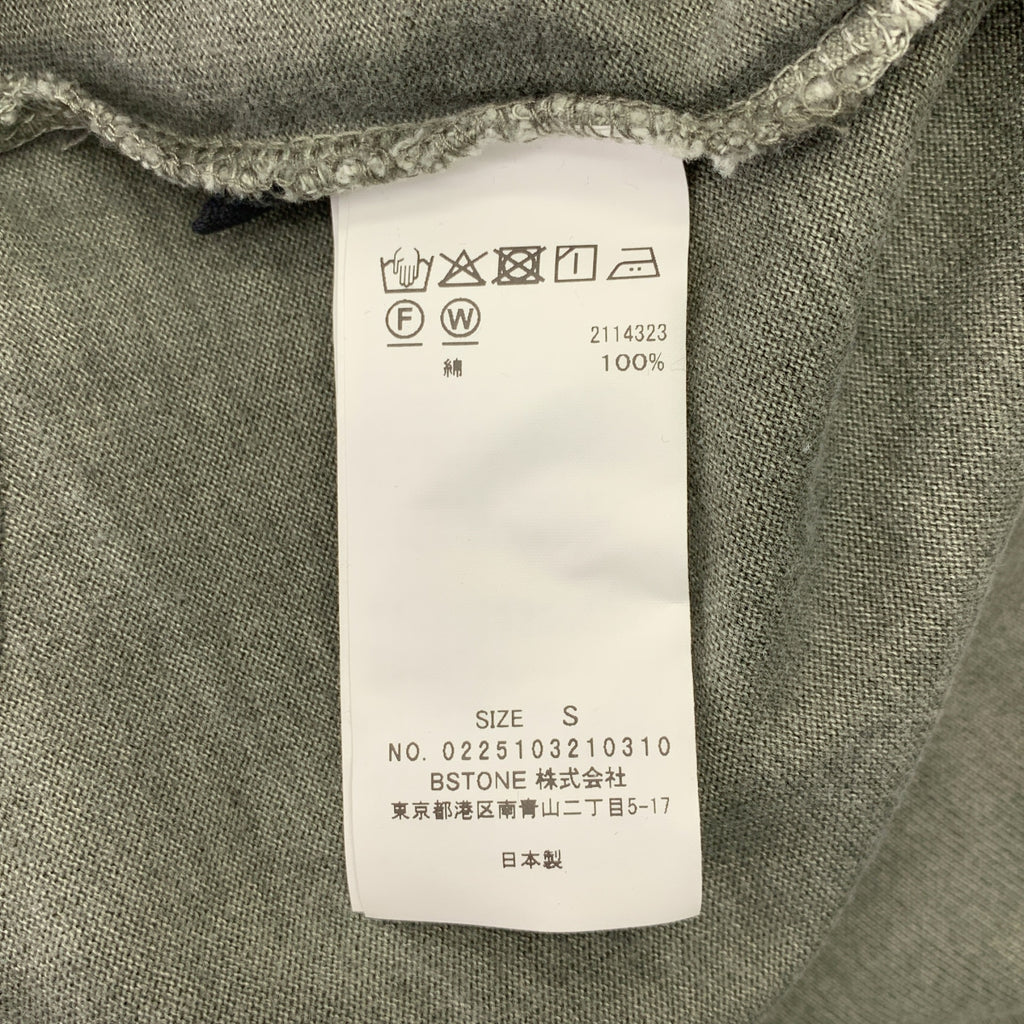 F W
2114323
綿 100%
SIZE S
NO. 0225103210310
BSTONE 株式会社
東京都港区南青山二丁目5-17
日本製